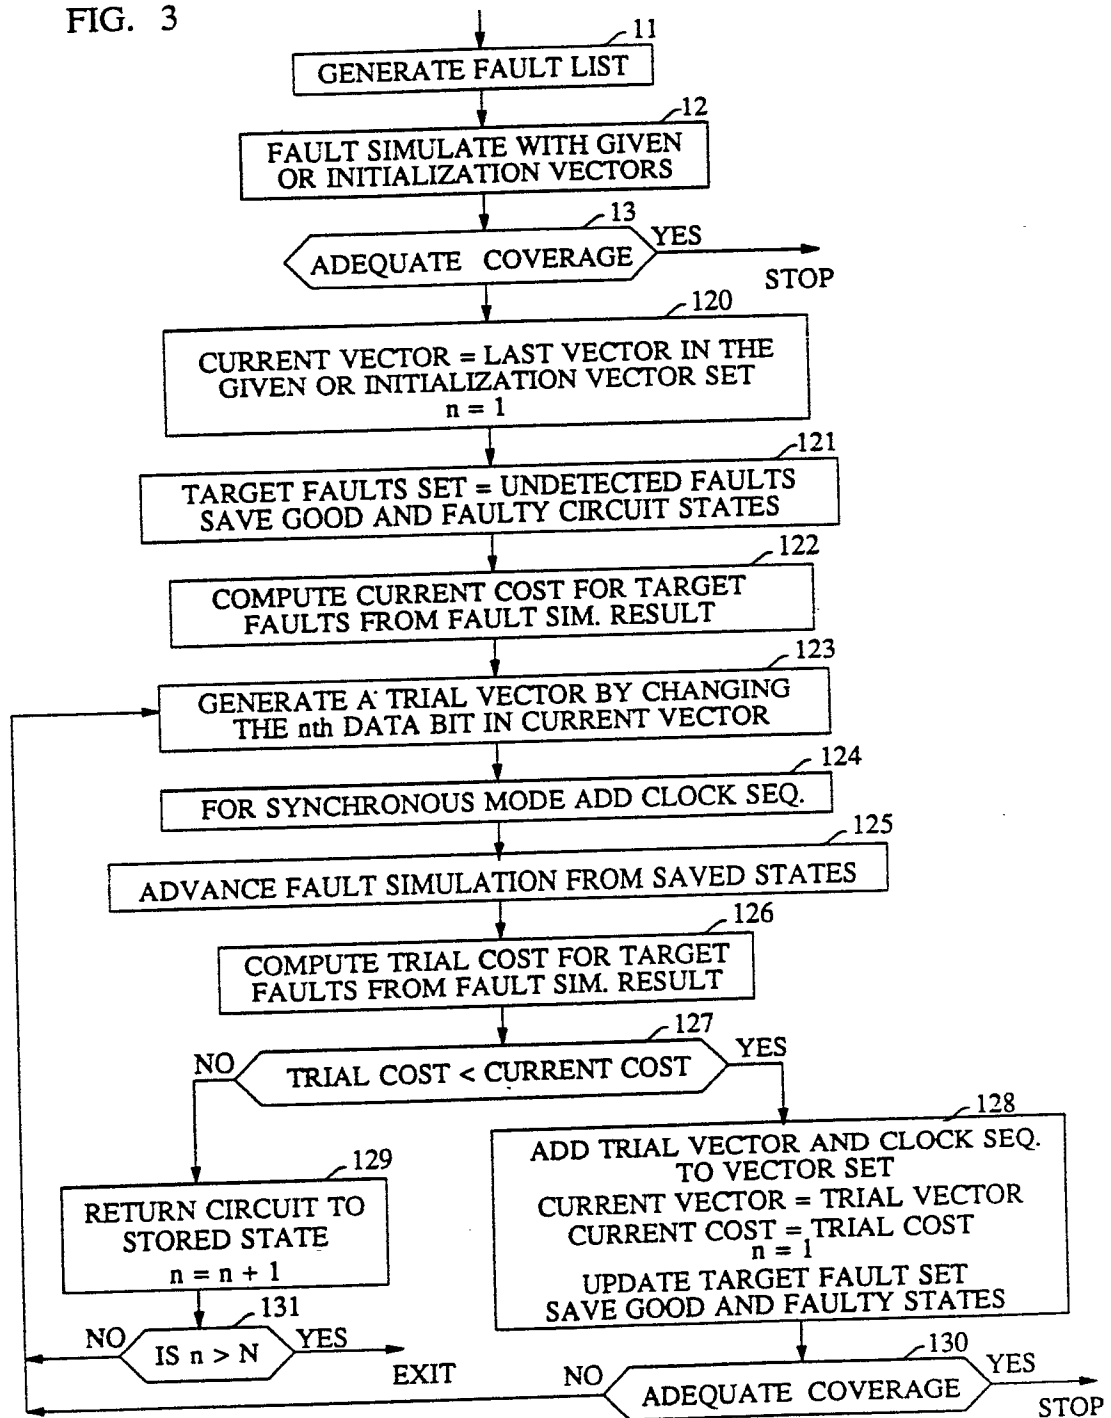 FIG. 3
11
GENERATE FAULT LIST
12
FAULT SIMULATE WITH GIVEN
OR INITIALIZATION VECTORS
13
ADEQUATE COVERAGE
YES
STOP
120
CURRENT VECTOR = LAST VECTOR IN THE
GIVEN OR INITIALIZATION VECTOR SET
n = 1
121
TARGET FAULTS SET = UNDETECTED FAULTS
SAVE GOOD AND FAULTY CIRCUIT STATES
122
COMPUTE CURRENT COST FOR TARGET
FAULTS FROM FAULT SIM. RESULT
123
GENERATE A TRIAL VECTOR BY CHANGING
THE nth DATA BIT IN CURRENT VECTOR
124
FOR SYNCHRONOUS MODE ADD CLOCK SEQ.
125
ADVANCE FAULT SIMULATION FROM SAVED STATES
126
COMPUTE TRIAL COST FOR TARGET
FAULTS FROM FAULT SIM. RESULT
127
NO
TRIAL COST < CURRENT COST
YES
128
ADD TRIAL VECTOR AND CLOCK SEQ.
TO VECTOR SET
CURRENT VECTOR = TRIAL VECTOR
CURRENT COST = TRIAL COST
n = 1
UPDATE TARGET FAULT SET
SAVE GOOD AND FAULTY STATES
129
RETURN CIRCUIT TO
STORED STATE
n = n + 1
131
NO
IS n > N
YES
EXIT
130
NO
ADEQUATE COVERAGE
YES
STOP